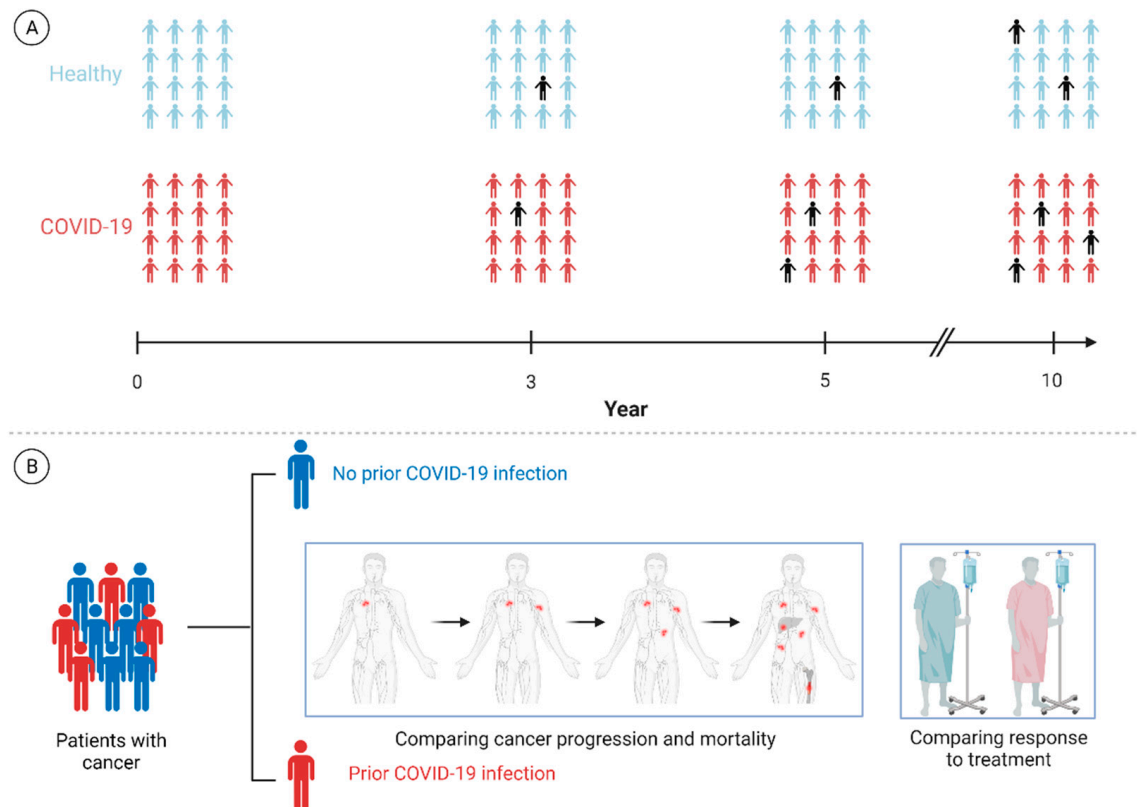 A
Healthy
COVID-19
0
3
5
10
Year
B
No prior COVID-19 infection
Patients with
cancer
Comparing cancer progression and mortality
Comparing response
to treatment
Prior COVID-19 infection